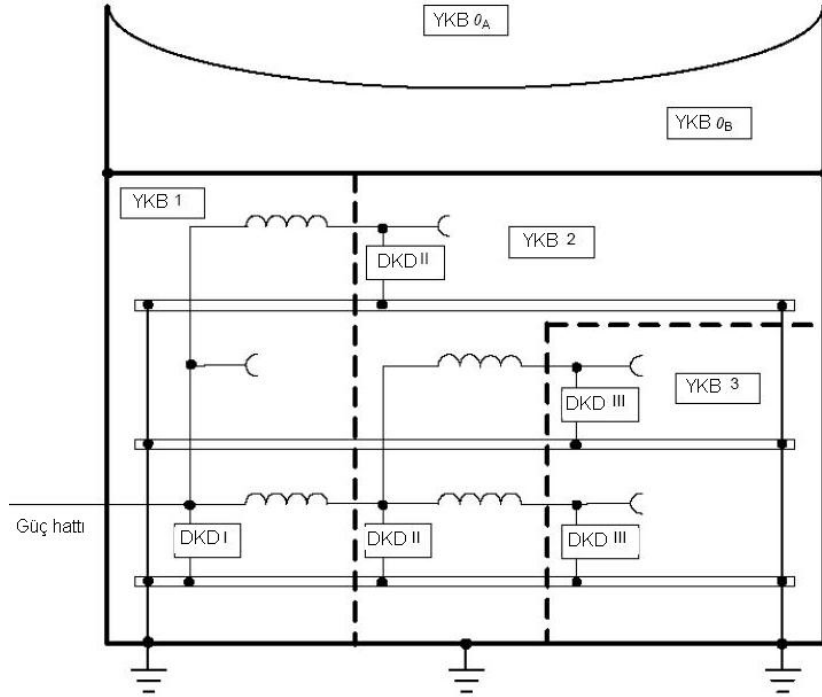 YKB 0A
YKB 0B
YKB 1
YKB 2
DKD II
YKB 3
DKD III
Güç hattı
DKD I
DKD II
DKD III